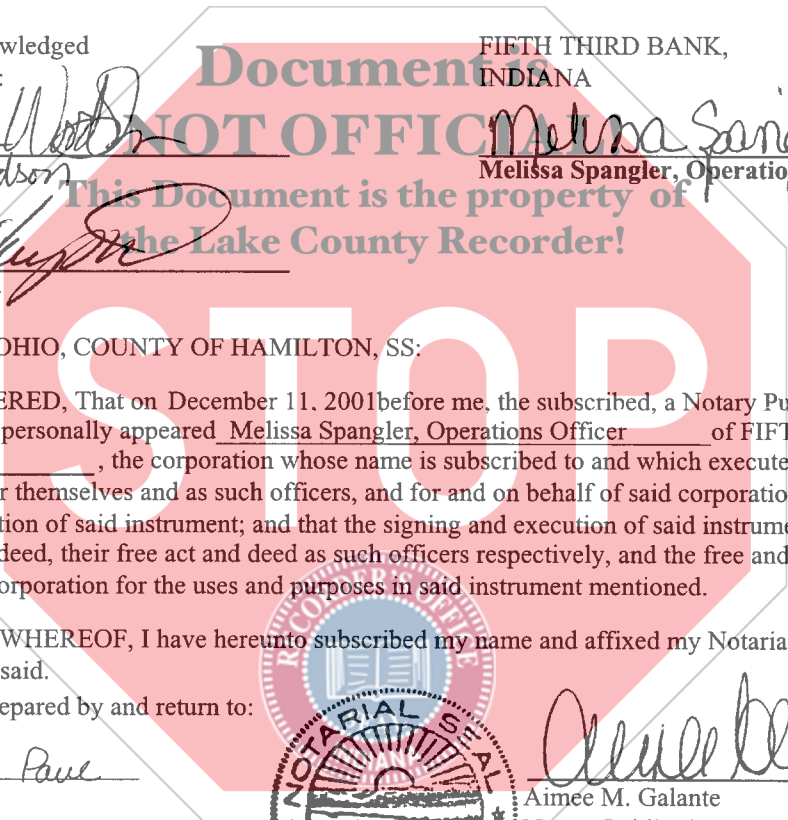 wledged
FIFTH THIRD BANK,
INDIANA
Document is
NOT OFFICIAL!
This Document is the property of
the Lake County Recorder!
Melissa Spangler, Operatio
dson
STOP
OHIO, COUNTY OF HAMILTON, SS:
ERED, That on December 11, 2001before me, the subscribed, a Notary Pu
personally appeared Melissa Spangler, Operations Officer of FIFT
, the corporation whose name is subscribed to and which execute
r themselves and as such officers, and for and on behalf of said corporatio
tion of said instrument; and that the signing and execution of said instrume
deed, their free act and deed as such officers respectively, and the free and
orporation for the uses and purposes in said instrument mentioned.
WHEREOF, I have hereunto subscribed my name and affixed my Notaria
said.
RECORDER'S OFFICE
epared by and return to:
NOTARIAL SEAL
Paul
Aimee M. Galante